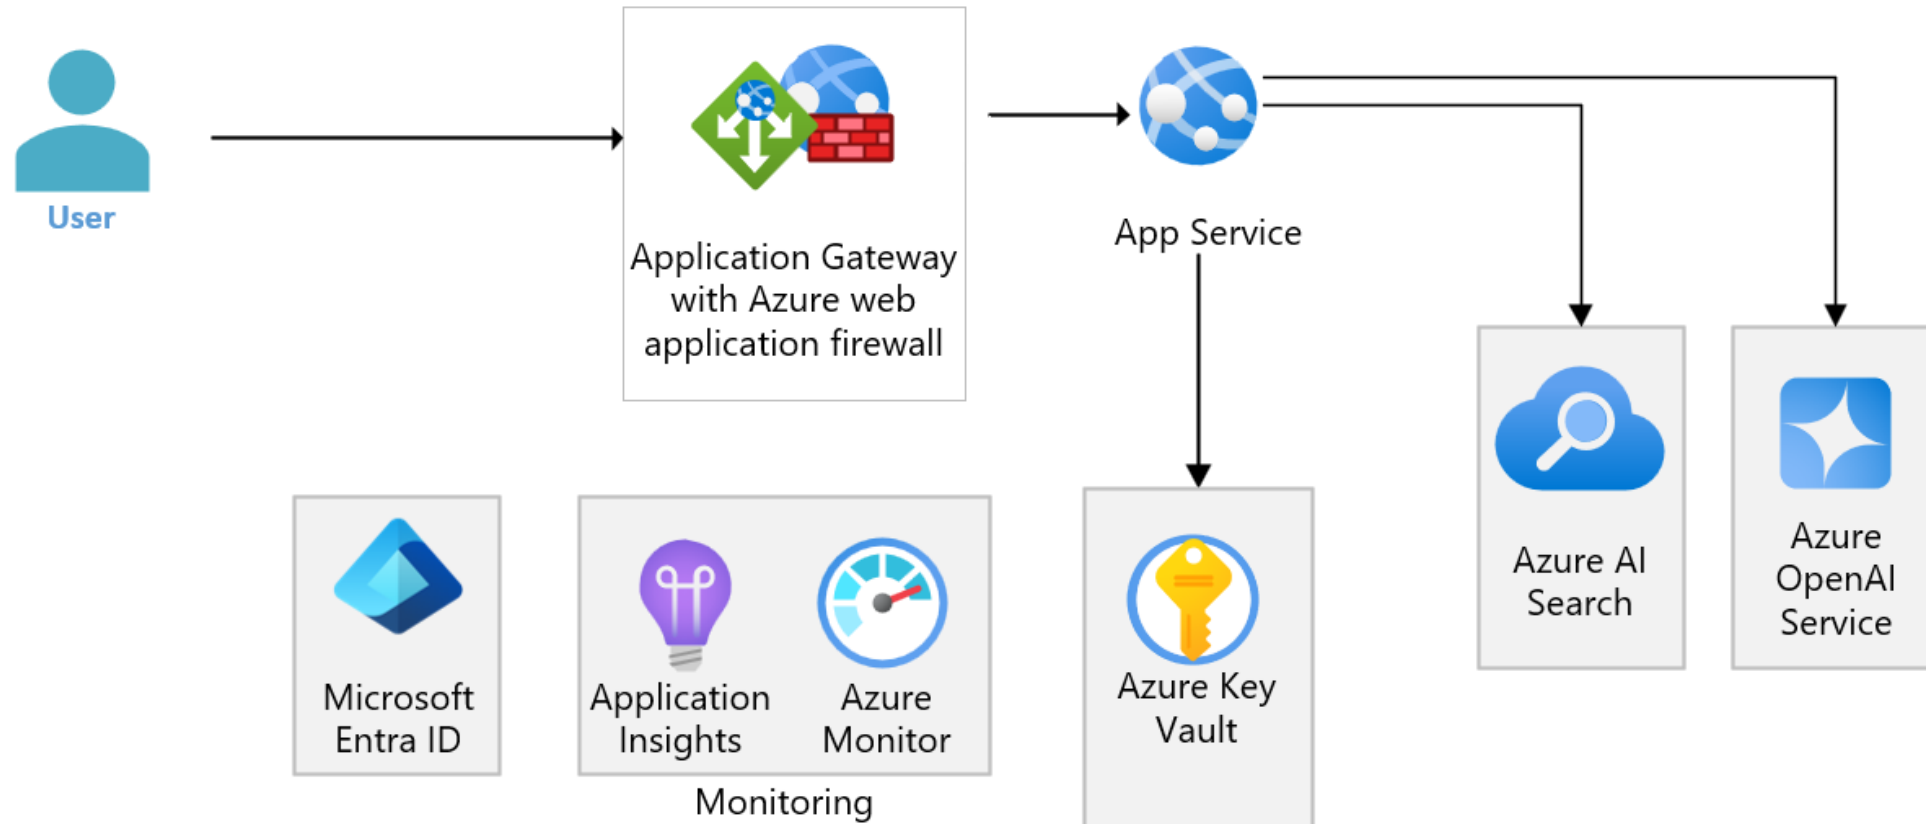 User
Application Gateway
with Azure web
application firewall
App Service
Azure AI
Search
Azure
OpenAI
Service
Microsoft
Entra ID
Application
Insights
Azure
Monitor
Monitoring
Azure Key
Vault